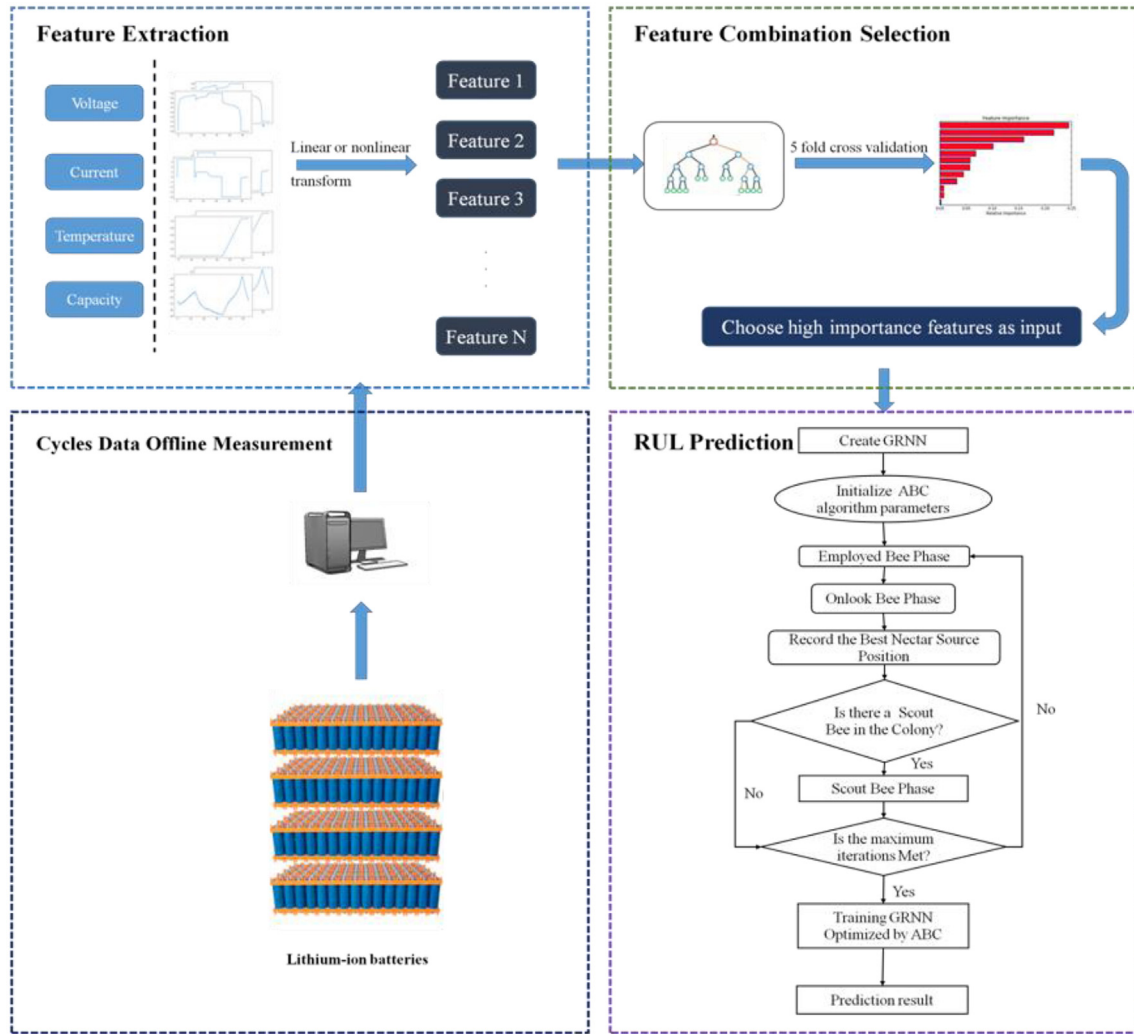 Feature Extraction
Voltage
Current
Temperature
Capacity
Linear or nonlinear
transform
Feature 1
Feature 2
Feature 3
Feature N
Feature Combination Selection
5 fold cross validation
Feature Importance
Relative Importance
Choose high importance features as input
Cycles Data Offline Measurement
Lithium-ion batteries
RUL Prediction
Create GRNN
Initialize ABC
algorithm parameters
Employed Bee Phase
Onlook Bee Phase
Record the Best Nectar Source
Position
Is there a Scout
Bee in the Colony?
No
Yes
No
Scout Bee Phase
Is the maximum
iterations Met?
Yes
Training GRNN
Optimized by ABC
Prediction result